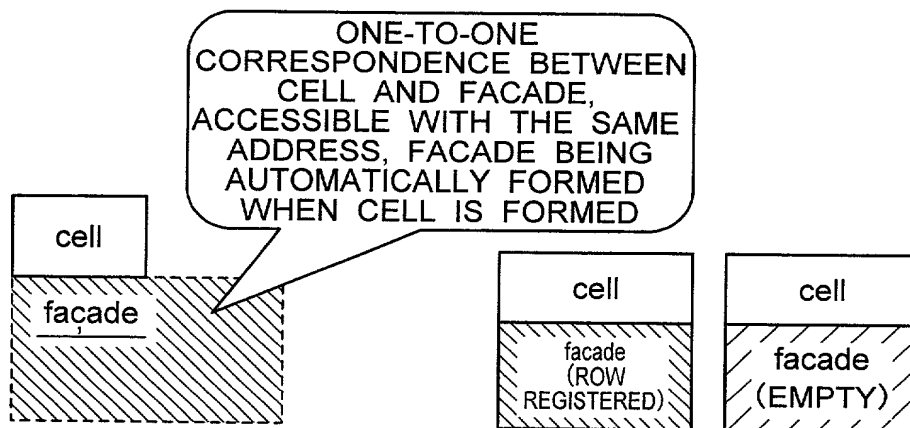 ONE-TO-ONE
CORRESPONDENCE BETWEEN
CELL AND FACADE,
ACCESSIBLE WITH THE SAME
ADDRESS, FACADE BEING
AUTOMATICALLY FORMED
WHEN CELL IS FORMED
cell
façade
cell
facade
(ROW
REGISTERED)
cell
facade
(EMPTY)